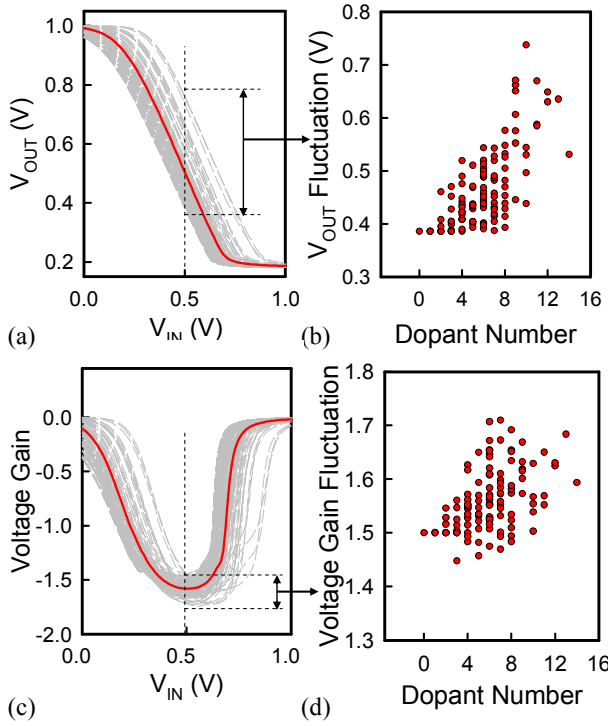 1.0
0.8
0.6
0.4
0.2
V_OUT (V)
0.0 0.5 1.0
V_IN (V)
(a)
0.8
0.7
0.6
0.5
0.4
0.3
V_OUT Fluctuation (V)
0 4 8 12 16
Dopant Number
(b)
0.0
-0.5
-1.0
-1.5
-2.0
Voltage Gain
0.0 0.5 1.0
V_IN (V)
(c)
1.8
1.7
1.6
1.5
1.4
1.3
Voltage Gain Fluctuation
0 4 8 12 16
Dopant Number
(d)